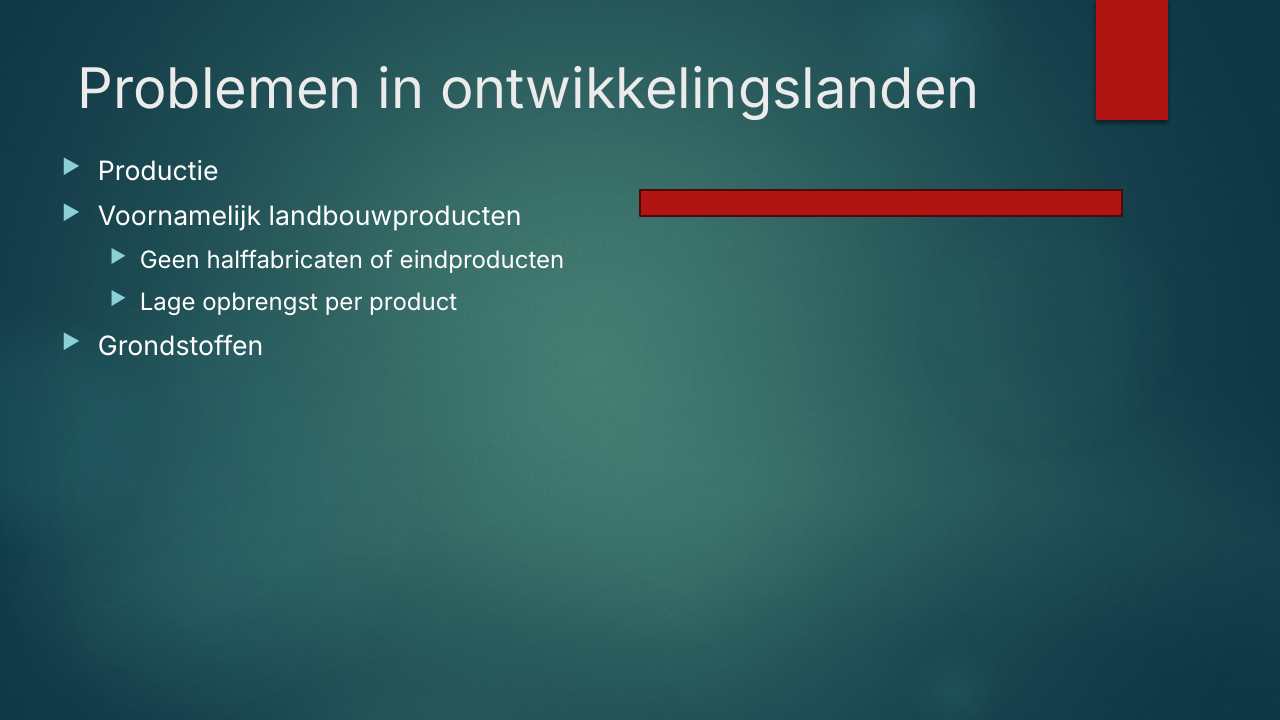 Problemen in ontwikkelingslanden
Productie
Voornamelijk landbouwproducten
Geen halffabricaten of eindproducten
Lage opbrengst per product
Grondstoffen